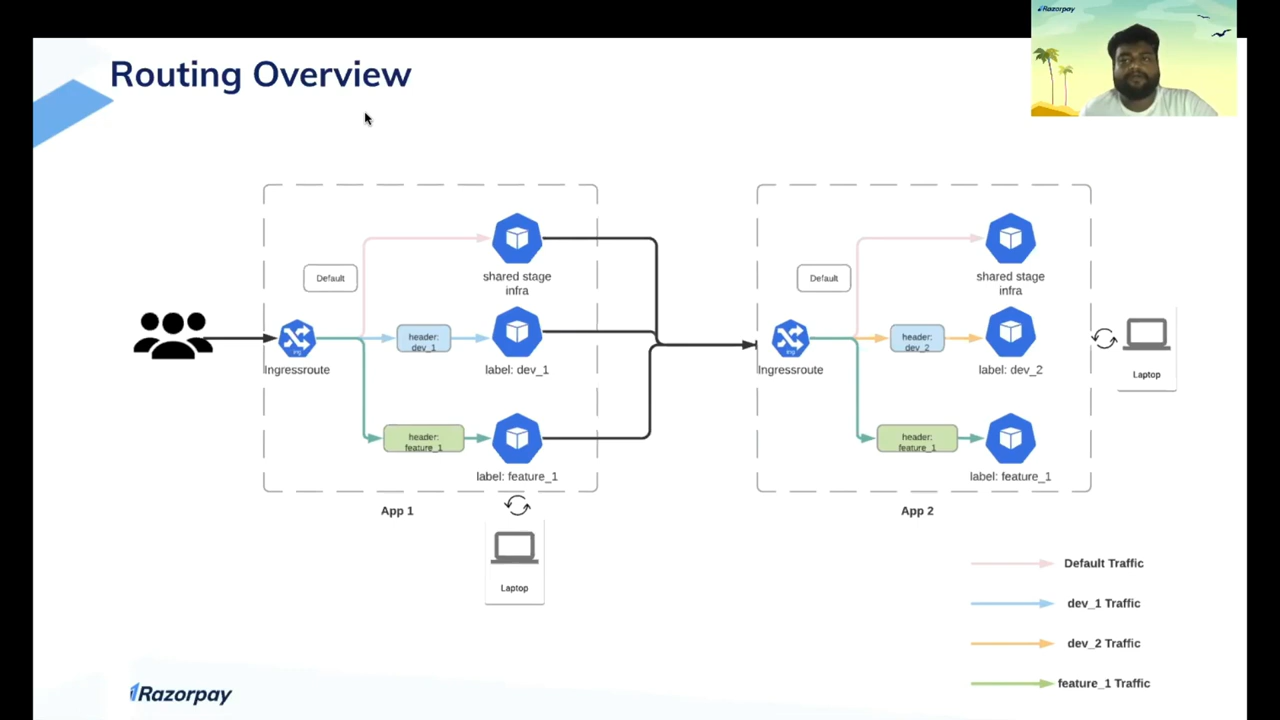 Razorpay
Routing Overview
Default
shared stage
infra
header:
dev_1
Ingressroute
label: dev_1
header:
feature_1
label: feature_1
App 1
Laptop
Default
shared stage
infra
header:
dev_2
Ingressroute
label: dev_2
header:
feature_1
label: feature_1
App 2
Laptop
Default Traffic
dev_1 Traffic
dev_2 Traffic
feature_1 Traffic
Razorpay